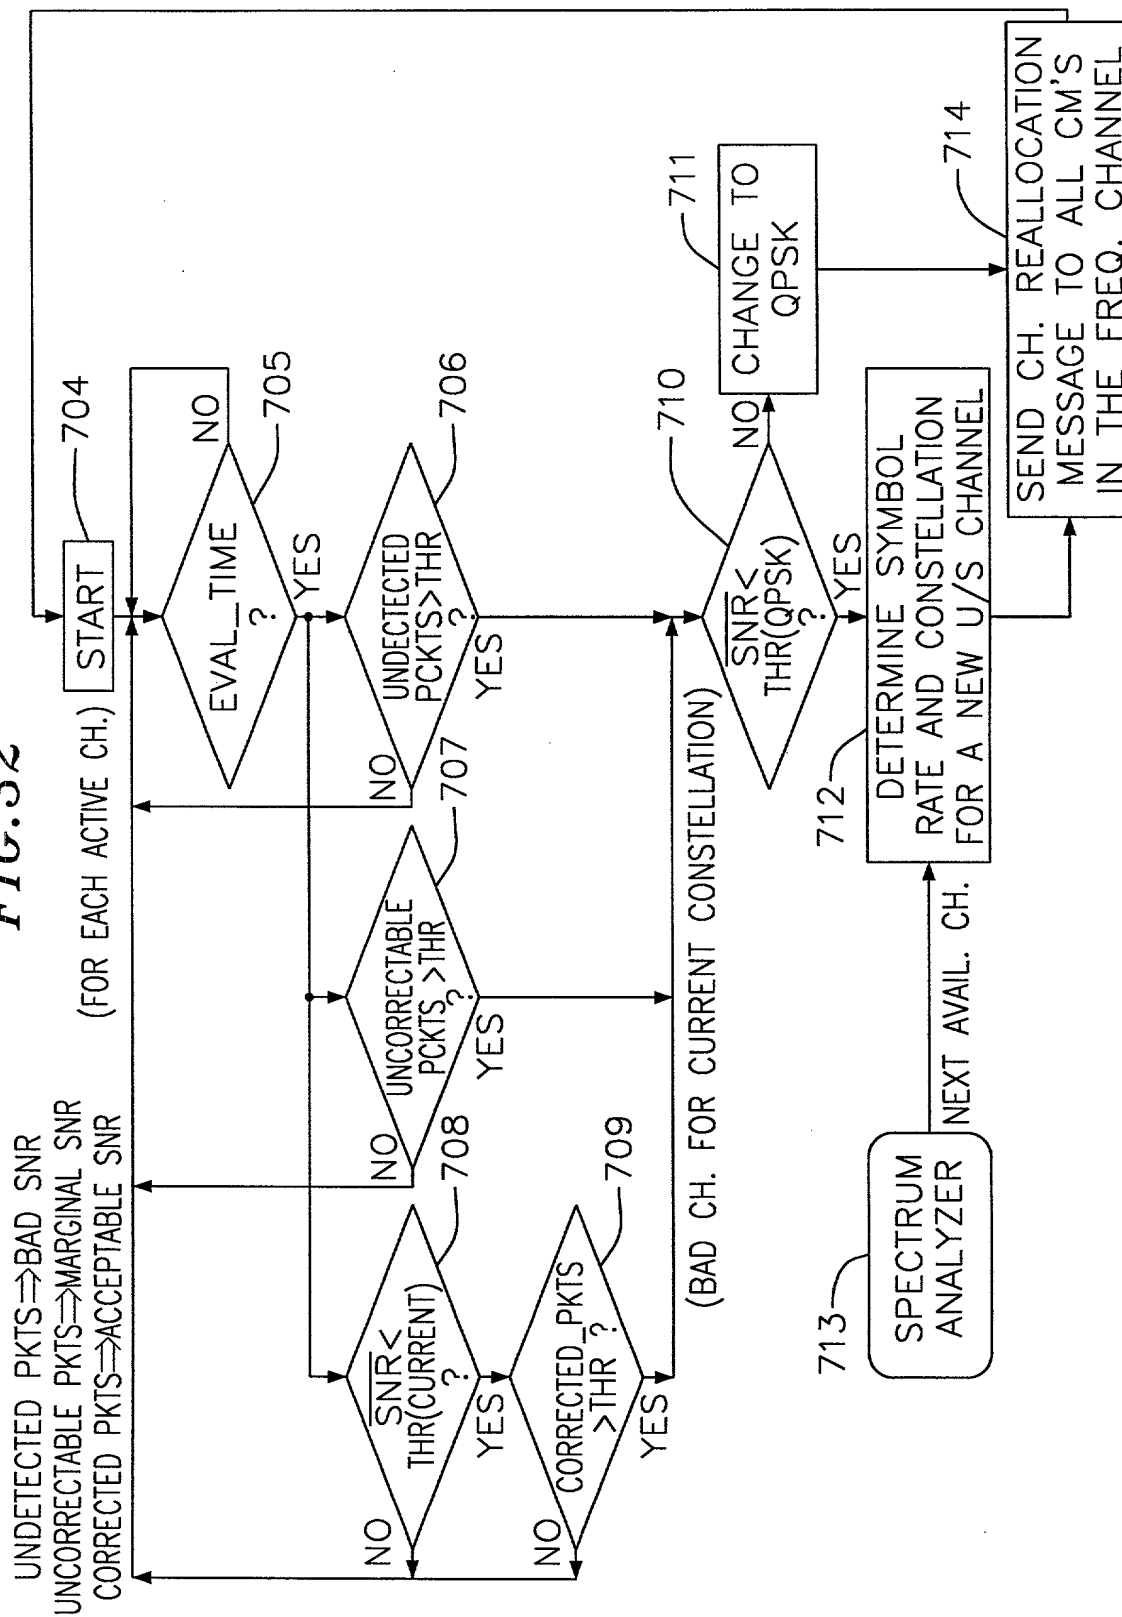 FIG.32
UNDETECTED PKTS⇒BAD SNR
UNCORRECTABLE PKTS⇒MARGINAL SNR
CORRECTED PKTS⇒ACCEPTABLE SNR
(FOR EACH ACTIVE CH.)
START
704
EVAL_TIME
?
NO
705
YES
SNR<
THR(CURRENT)
?
NO
708
YES
UNCORRECTABLE
PCKTS >THR
?
NO
707
YES
UNDECTECTED
PCKTS>THR
?
NO
706
YES
CORRECTED_PKTS
>THR ?
NO
709
YES
(BAD CH. FOR CURRENT CONSTELLATION)
SNR<
THR(QPSK)
?
710
NO
YES
CHANGE TO
QPSK
711
713
SPECTRUM
ANALYZER
NEXT AVAIL. CH.
712
DETERMINE SYMBOL
RATE AND CONSTELLATION
FOR A NEW U/S CHANNEL
714
SEND CH. REALLOCATION
MESSAGE TO ALL CM'S
IN THE FREQ. CHANNEL